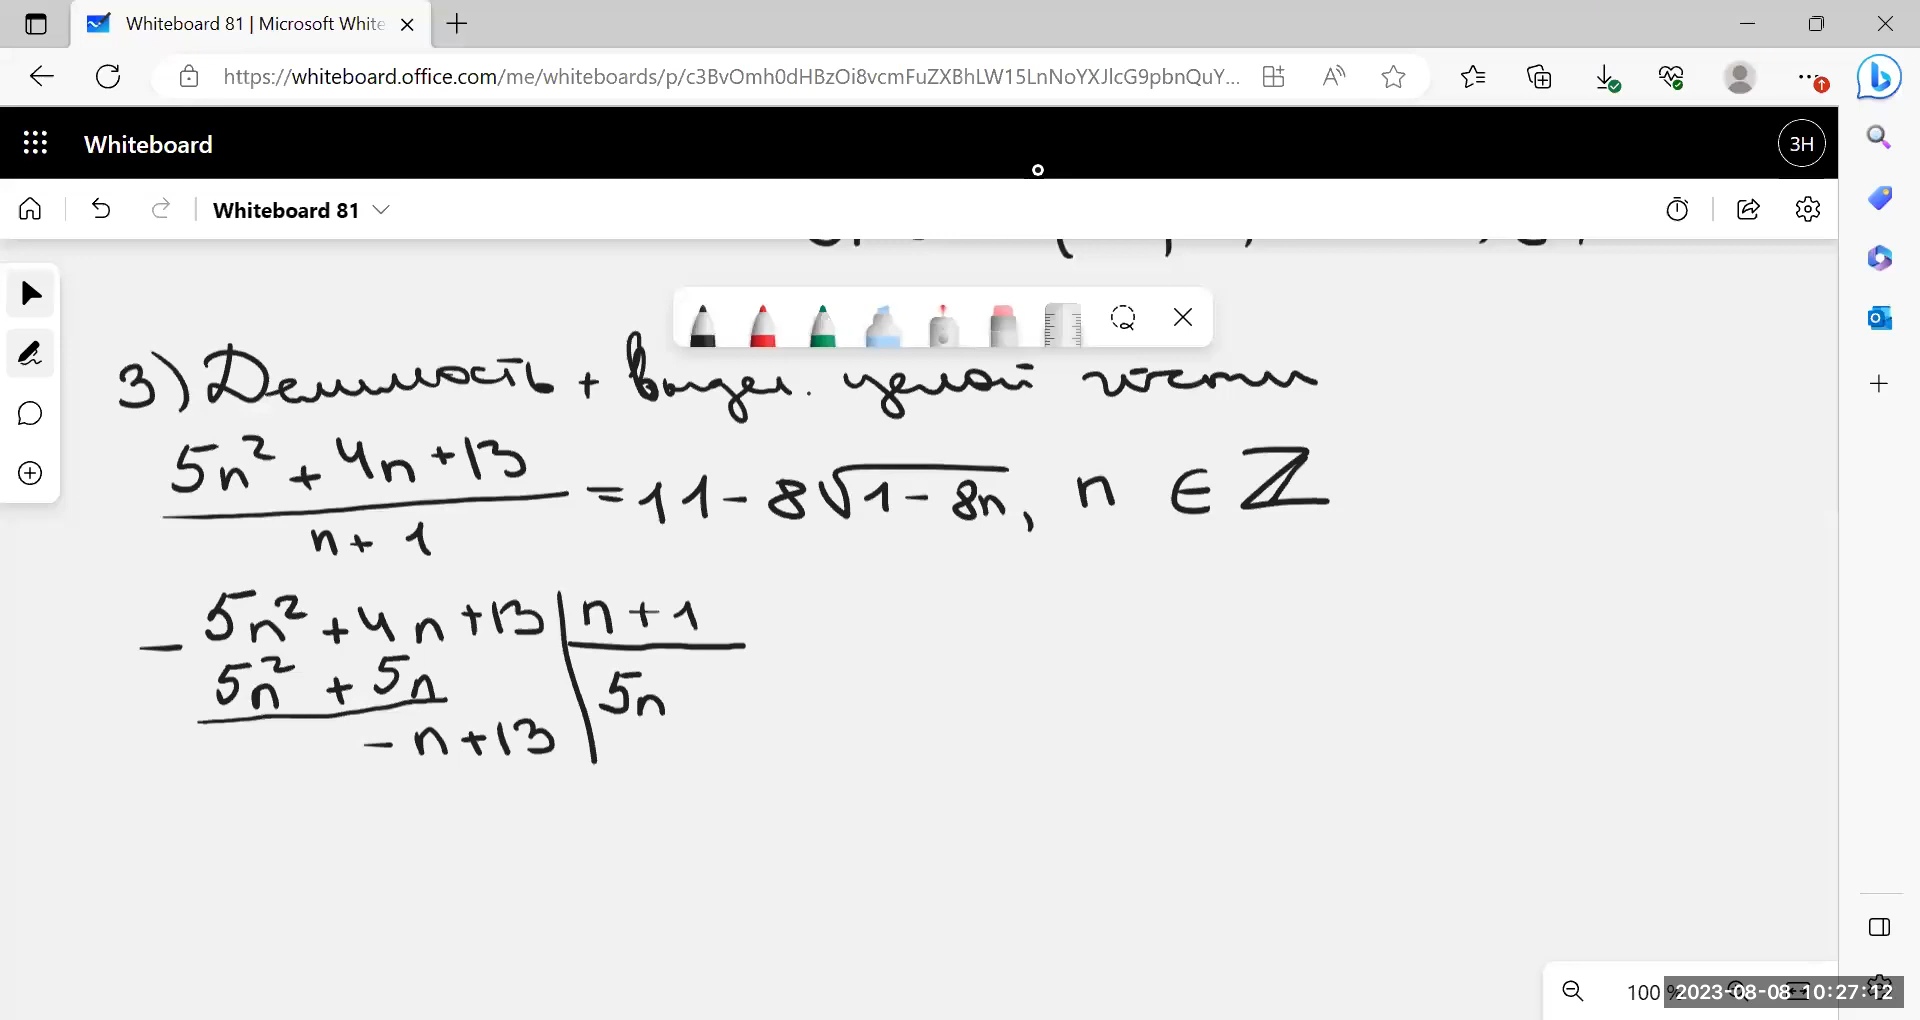 Whiteboard 81 | Microsoft White
https://whiteboard.office.com/me/whiteboards/p/c3BvOmh0dHBzOi8vcmFuZXBhLW15LnNoYXJlcG9pbnQuY...
Whiteboard
ЗН
Whiteboard 81
3) Делимость + выдел. целой части
(5n² + 4n + 13)/(n + 1) = 11 - 8√(1 - 8n), n ∈ ℤ
- 5n² + 4n + 13 | n + 1
5n² + 5n | 5n
- n + 13
100 %
2023-08-08 10:27:12